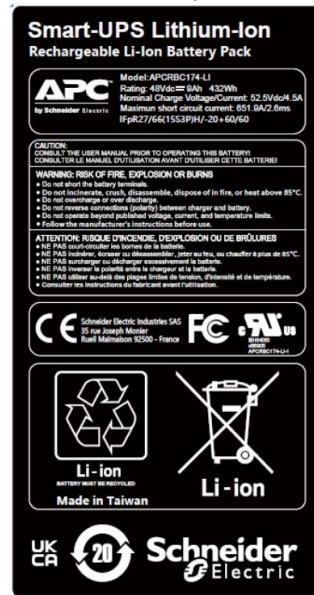 Smart-UPS Lithium-Ion
Rechargeable Li-Ion Battery Pack
APC
by Schneider Electric
Model:APCRBC174-LI
Rating: 48Vdc⎓9Ah 432Wh
Nominal Charge Voltage/Current: 52.5Vdc/4.5A
Maximun short circuit current: 651.9A/2.6ms
IFpR27/66(15S3P)H/-20+60/60
CAUTION:
CONSULT THE USER MANUAL PRIOR TO OPERATING THIS BATTERY!
CONSULTER LE MANUEL D'UTILISATION AVANT D'UTILISER CETTE BATTERIE!
WARNING: RISK OF FIRE, EXPLOSION OR BURNS
• Do not short the battery terminals.
• Do not incinerate, crush, disassemble, dispose of in fire, or heat above 85°C.
• Do not overcharge or over discharge.
• Do not reverse connections (polarity) between charger and battery.
• Do not operate beyond published voltage, current, and temperature limits.
• Follow the manufacturer's instructions before use.
ATTENTION: RISQUE D'INCENDIE, D'EXPLOSION OU DE BRÛLURES
• NE PAS court-circuiter les bornes de la batterie.
• NE PAS incinérer, écraser ou désassembler, jeter au feu, ou chauffer à plus de 85°C.
• NE PAS surcharger ou décharger excessivement la batterie.
• NE PAS inverser la polarité entre le chargeur et la batterie.
• NE PAS utiliser au-delà des plages limites de tension, d'intensité et de température.
• Consulter les instructions du fabricant avant l'utilisation.
CE
Schneider Electric Industries SAS
35 rue Joseph Monier
Rueil Malmaison 92500 - France
FC
c UL US
APCRBC174-LI-1
Li-ion
BATTERY MUST BE RECYCLED
Made in Taiwan
Li-ion
UK
CA
20
Schneider
Electric